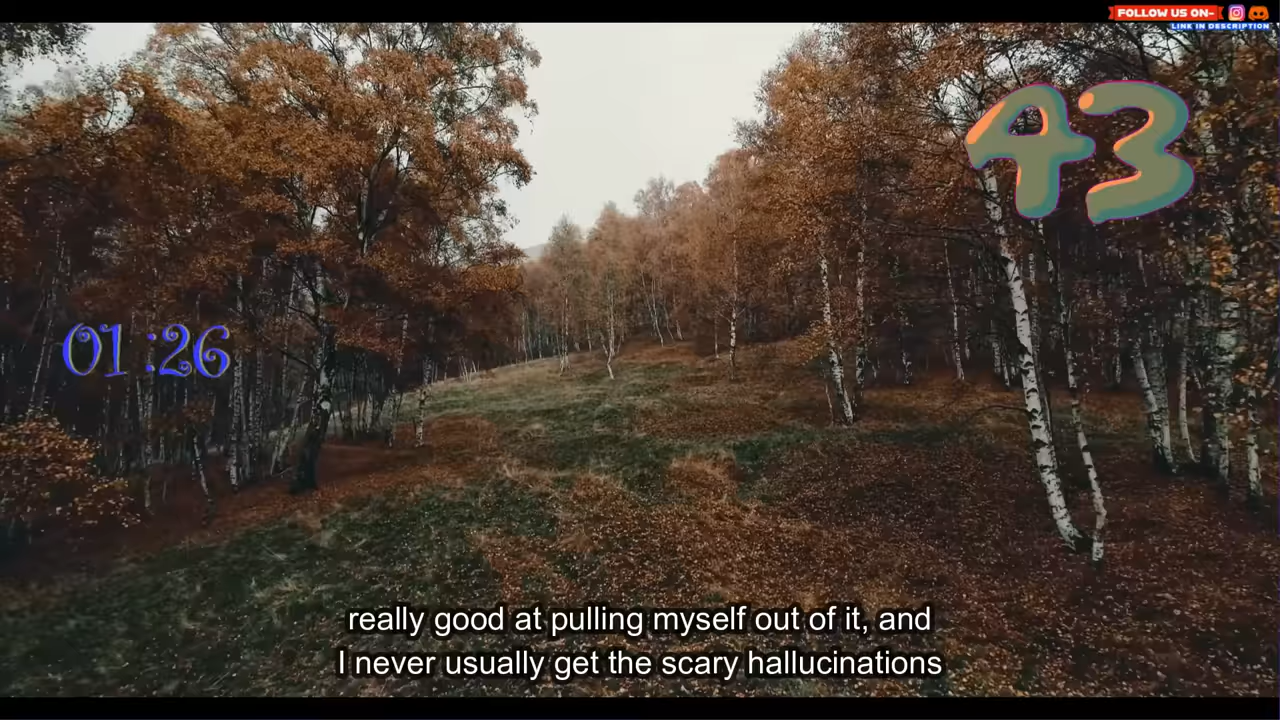 FOLLOW US ON-
LINK IN DESCRIPTION
43
01:26
really good at pulling myself out of it, and
I never usually get the scary hallucinations